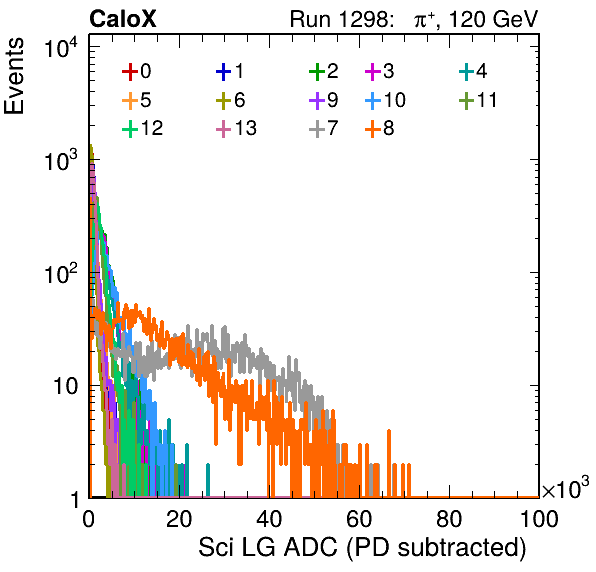 CaloX Run 1298: π⁺, 120 GeV
Events
10⁴
10³
10²
10
1
0 1 2 3 4
5 6 9 10 11
12 13 7 8
0 20 40 60 80 100
×10³
Sci LG ADC (PD subtracted)